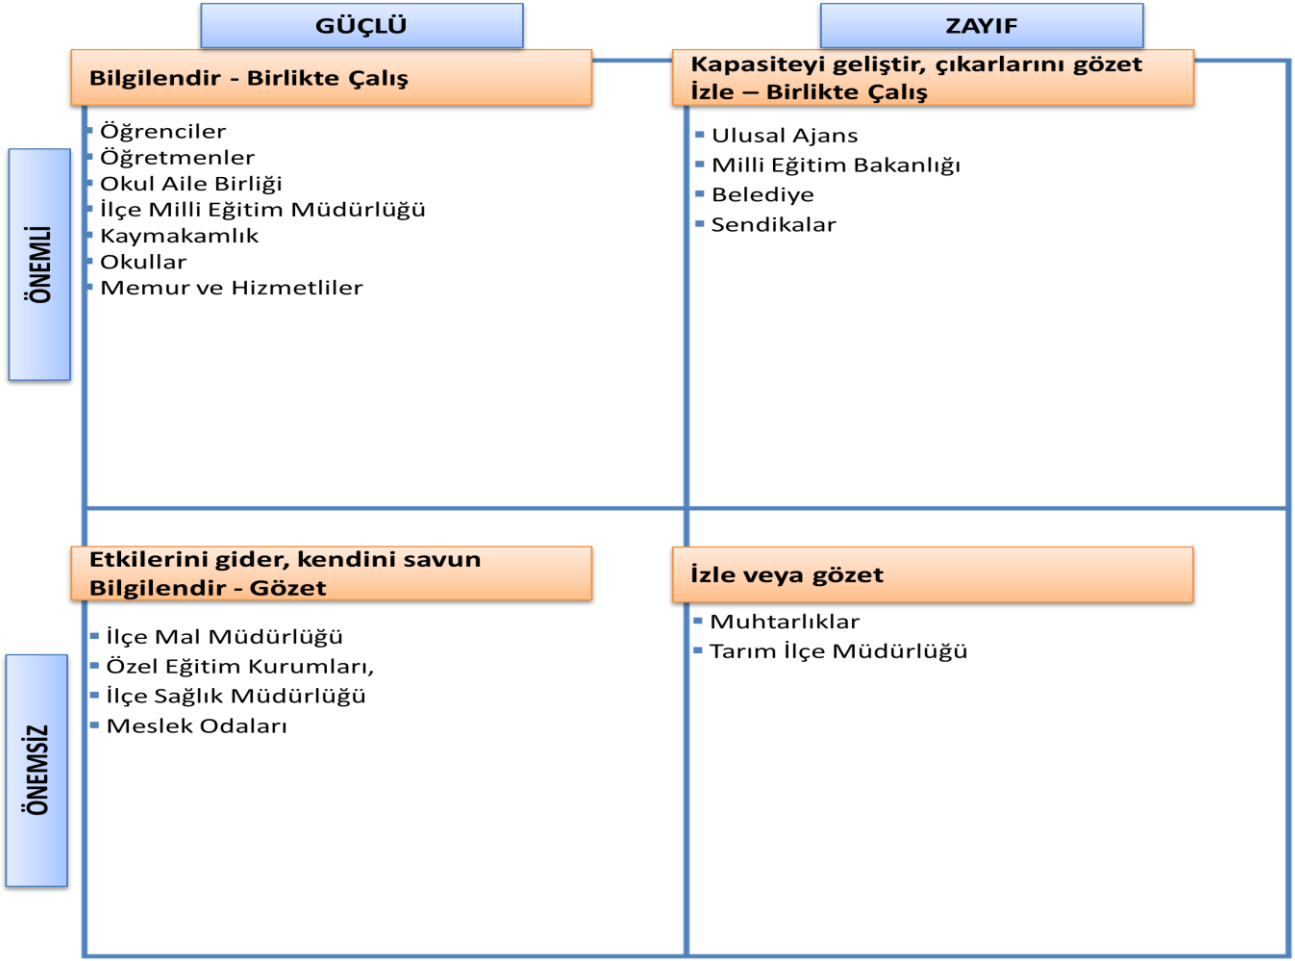 GÜÇLÜ
ZAYIF
ÖNEMLİ
Bilgilendir - Birlikte Çalış
Öğrenciler
Öğretmenler
Okul Aile Birliği
İlçe Milli Eğitim Müdürlüğü
Kaymakamlık
Okullar
Memur ve Hizmetliler
Kapasiteyi geliştir, çıkarlarını gözet
İzle – Birlikte Çalış
Ulusal Ajans
Milli Eğitim Bakanlığı
Belediye
Sendikalar
ÖNEMSİZ
Etkilerini gider, kendini savun
Bilgilendir - Gözet
İlçe Mal Müdürlüğü
Özel Eğitim Kurumları,
İlçe Sağlık Müdürlüğü
Meslek Odaları
İzle veya gözet
Muhtarlıklar
Tarım İlçe Müdürlüğü